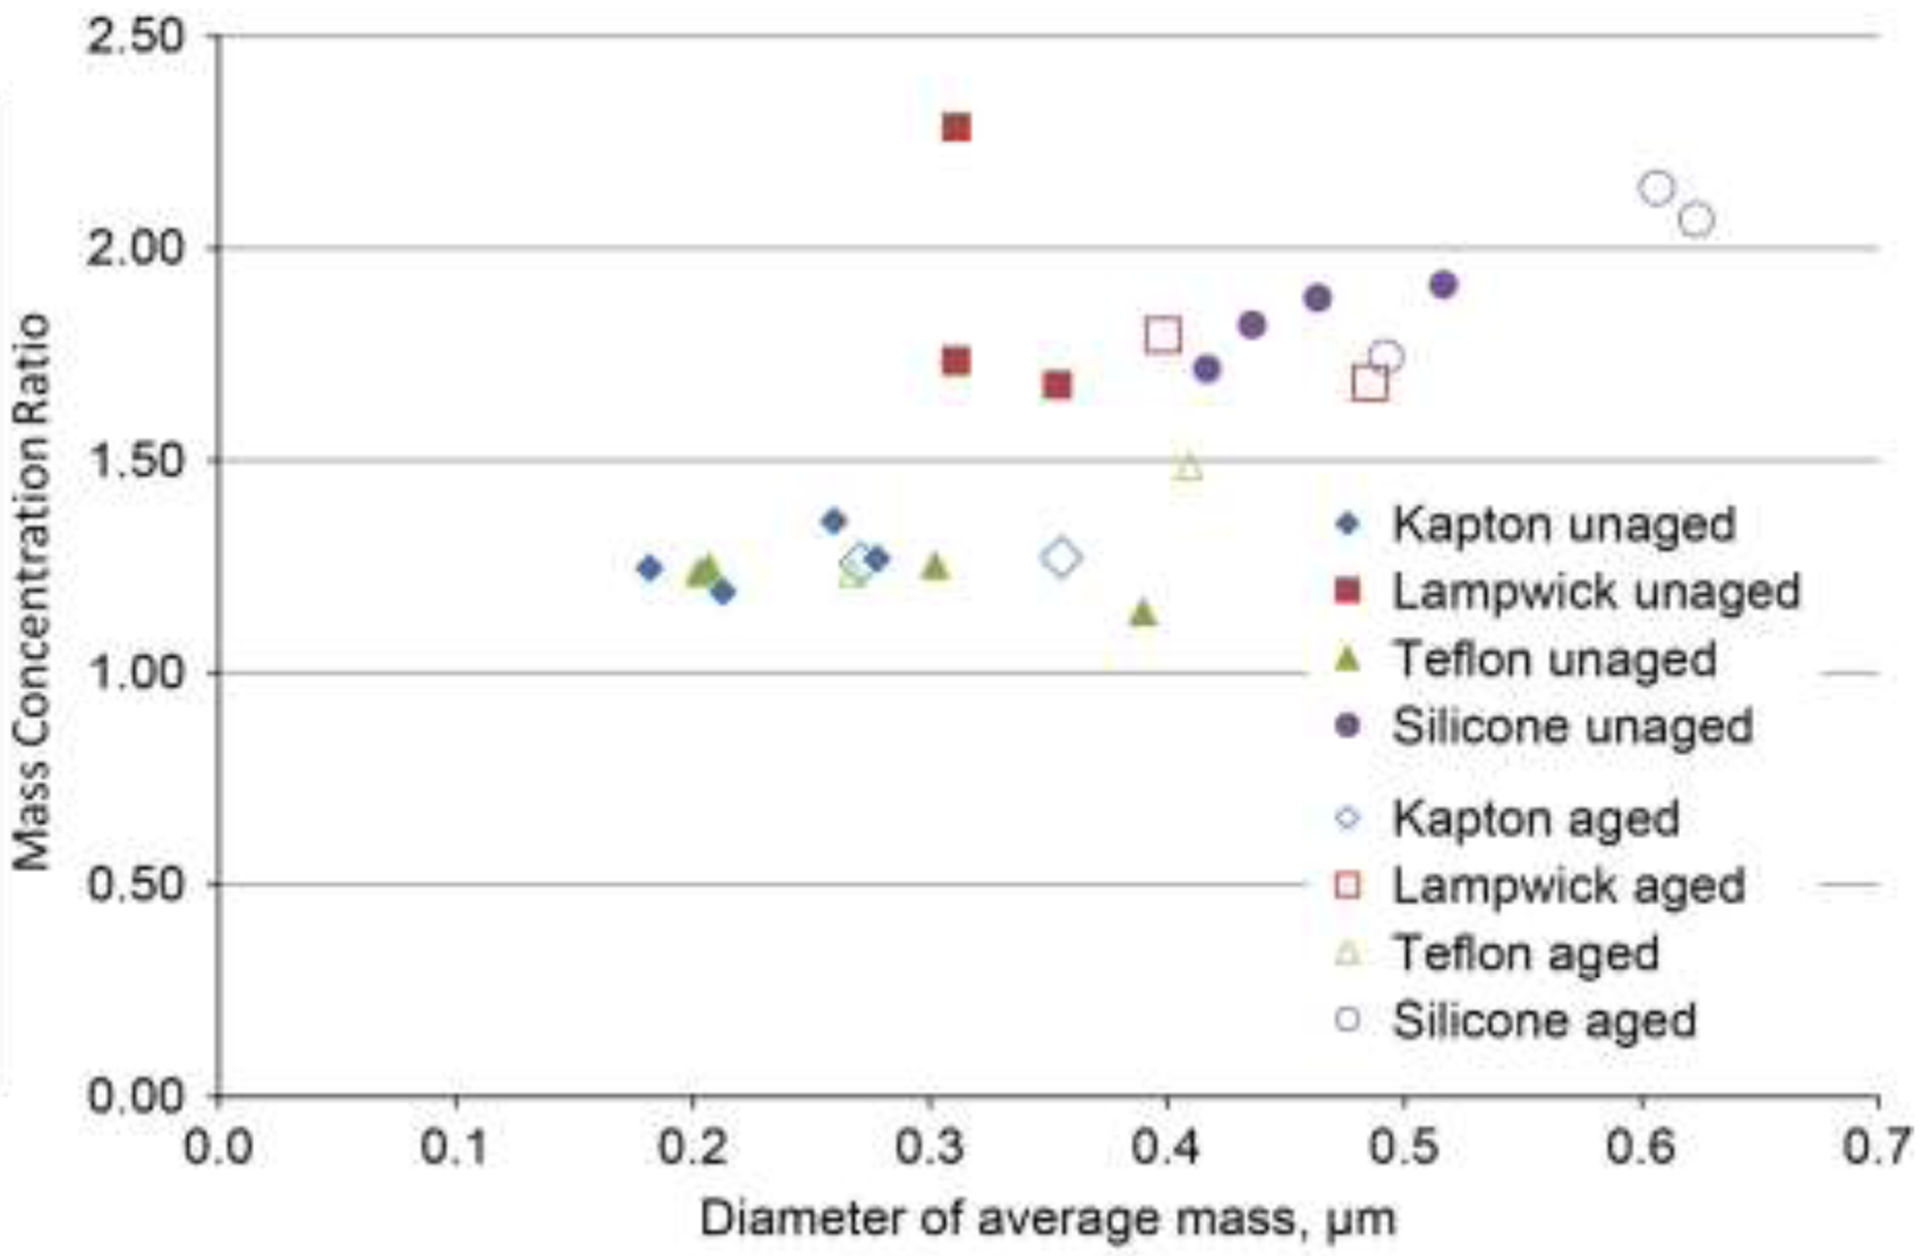 2.50
2.00
1.50
1.00
0.50
0.00
Mass Concentration Ratio
Kapton unaged
Lampwick unaged
Teflon unaged
Silicone unaged
Kapton aged
Lampwick aged
Teflon aged
Silicone aged
0.0 0.1 0.2 0.3 0.4 0.5 0.6 0.7
Diameter of average mass, µm